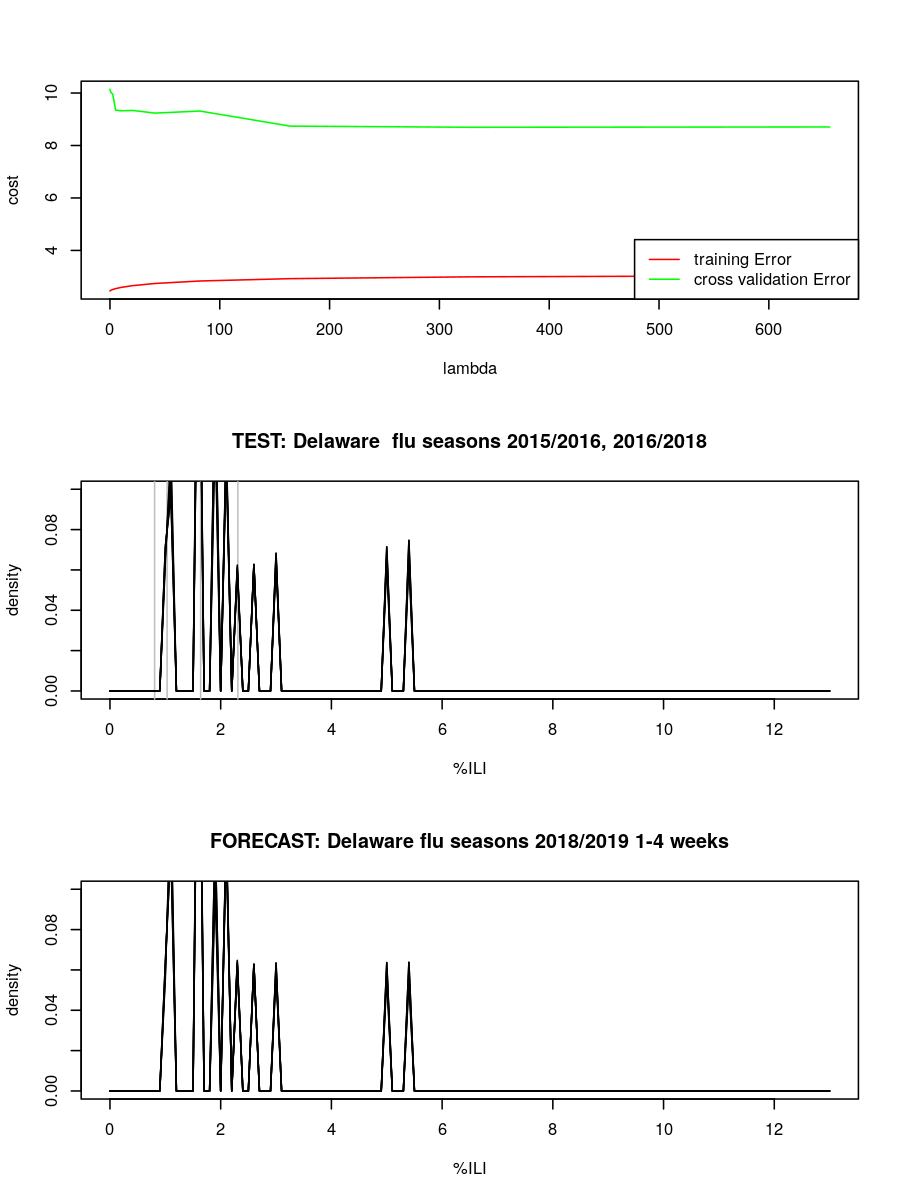 10
8
6
4
cost
training Error
cross validation Error
0 100 200 300 400 500 600
lambda
TEST: Delaware  flu seasons 2015/2016, 2016/2018
0.08
0.04
0.00
density
0 2 4 6 8 10 12
%ILI
FORECAST: Delaware flu seasons 2018/2019 1-4 weeks
0.08
0.04
0.00
density
0 2 4 6 8 10 12
%ILI